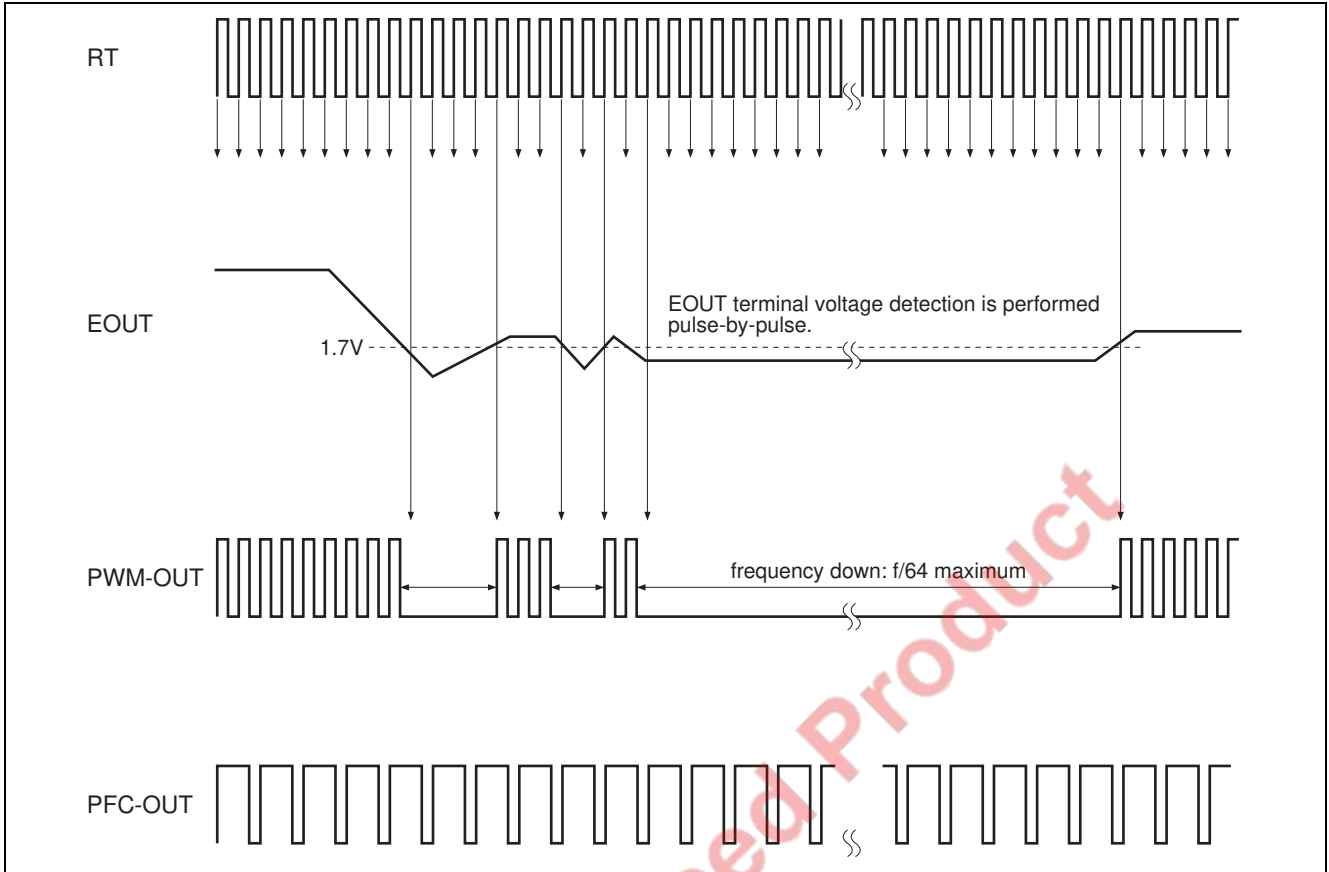 RT
EOUT
EOUT terminal voltage detection is performed
pulse-by-pulse.
1.7V
PWM-OUT
frequency down: f/64 maximum
PFC-OUT
Product